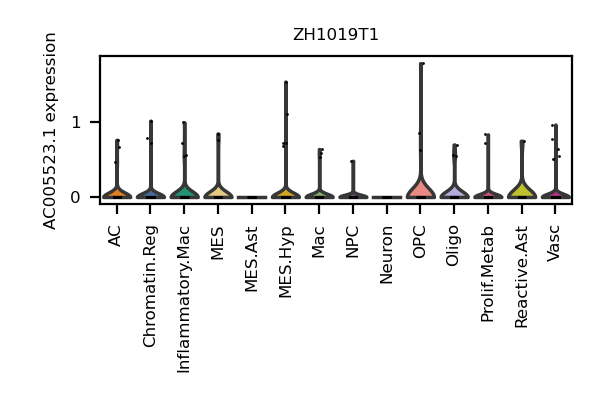 ZH1019T1
AC005523.1 expression
1
0
AC
Chromatin.Reg
Inflammatory.Mac
MES
MES.Ast
MES.Hyp
Mac
NPC
Neuron
OPC
Oligo
Prolif.Metab
Reactive.Ast
Vasc